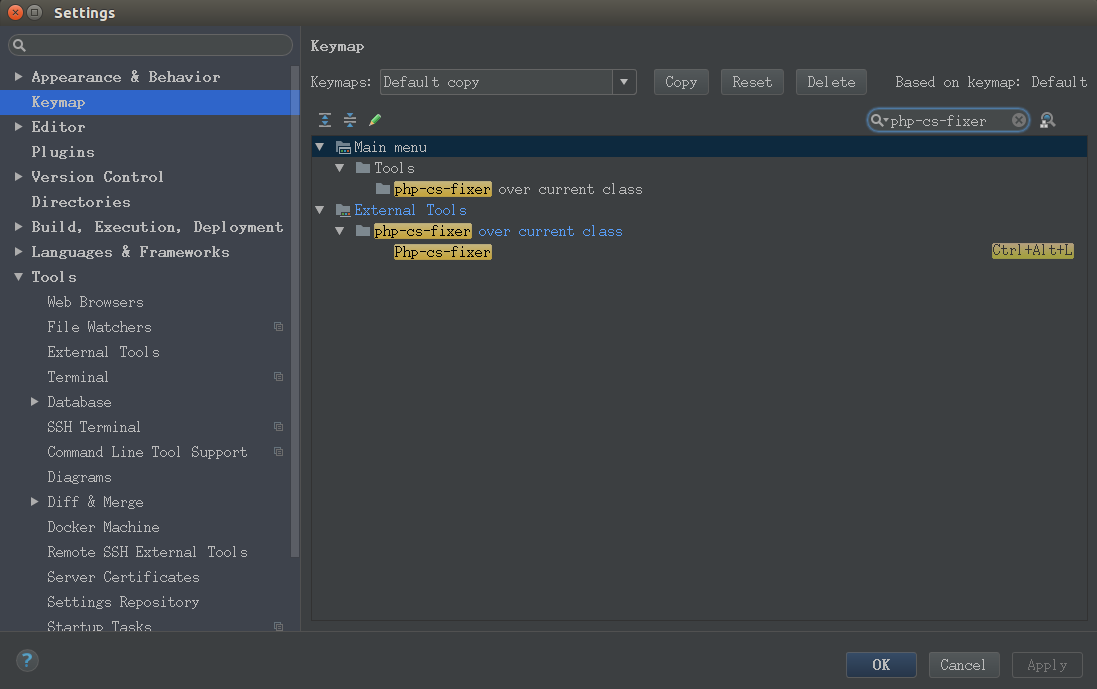 Settings
Appearance & Behavior
Keymap
Editor
Plugins
Version Control
Directories
Build, Execution, Deployment
Languages & Frameworks
Tools
Web Browsers
File Watchers
External Tools
Terminal
Database
SSH Terminal
Command Line Tool Support
Diagrams
Diff & Merge
Docker Machine
Remote SSH External Tools
Server Certificates
Settings Repository
Startup Tasks
Keymap
Keymaps: Default copy Copy Reset Delete Based on keymap: Default
php-cs-fixer
Main menu
Tools
php-cs-fixer over current class
External Tools
php-cs-fixer over current class
Php-cs-fixer Ctrl+Alt+L
? OK Cancel Apply